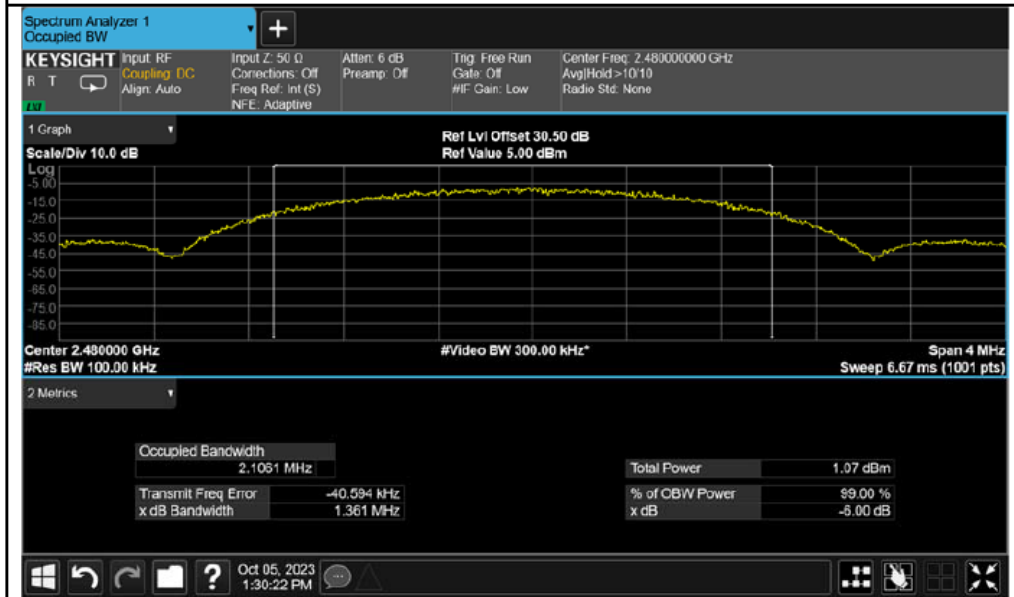 Spectrum Analyzer 1
Occupied BW
+
KEYSIGHT Input: RF Input Z: 50 Ω Atten: 6 dB Trig: Free Run Center Freq: 2.480000000 GHz
R T Coupling: DC Corrections: Off Preamp: Off Gate: Off Avg|Hold >10/10
Align: Auto Freq Ref: Int (S) #IF Gain: Low Radio Std: None
NFE: Adaptive
1 Graph
Ref Lvl Offset 30.50 dB
Scale/Div 10.0 dB Ref Value 5.00 dBm
Log
-5.00
-15.0
-25.0
-35.0
-45.0
-55.0
-65.0
-75.0
-85.0
Center 2.480000 GHz #Video BW 300.00 kHz* Span 4 MHz
#Res BW 100.00 kHz Sweep 6.67 ms (1001 pts)
2 Metrics
Occupied Bandwidth
2.1061 MHz Total Power 1.07 dBm
Transmit Freq Error -40.594 kHz % of OBW Power 99.00 %
x dB Bandwidth 1.361 MHz x dB -6.00 dB
? Oct 05, 2023
1:30:22 PM